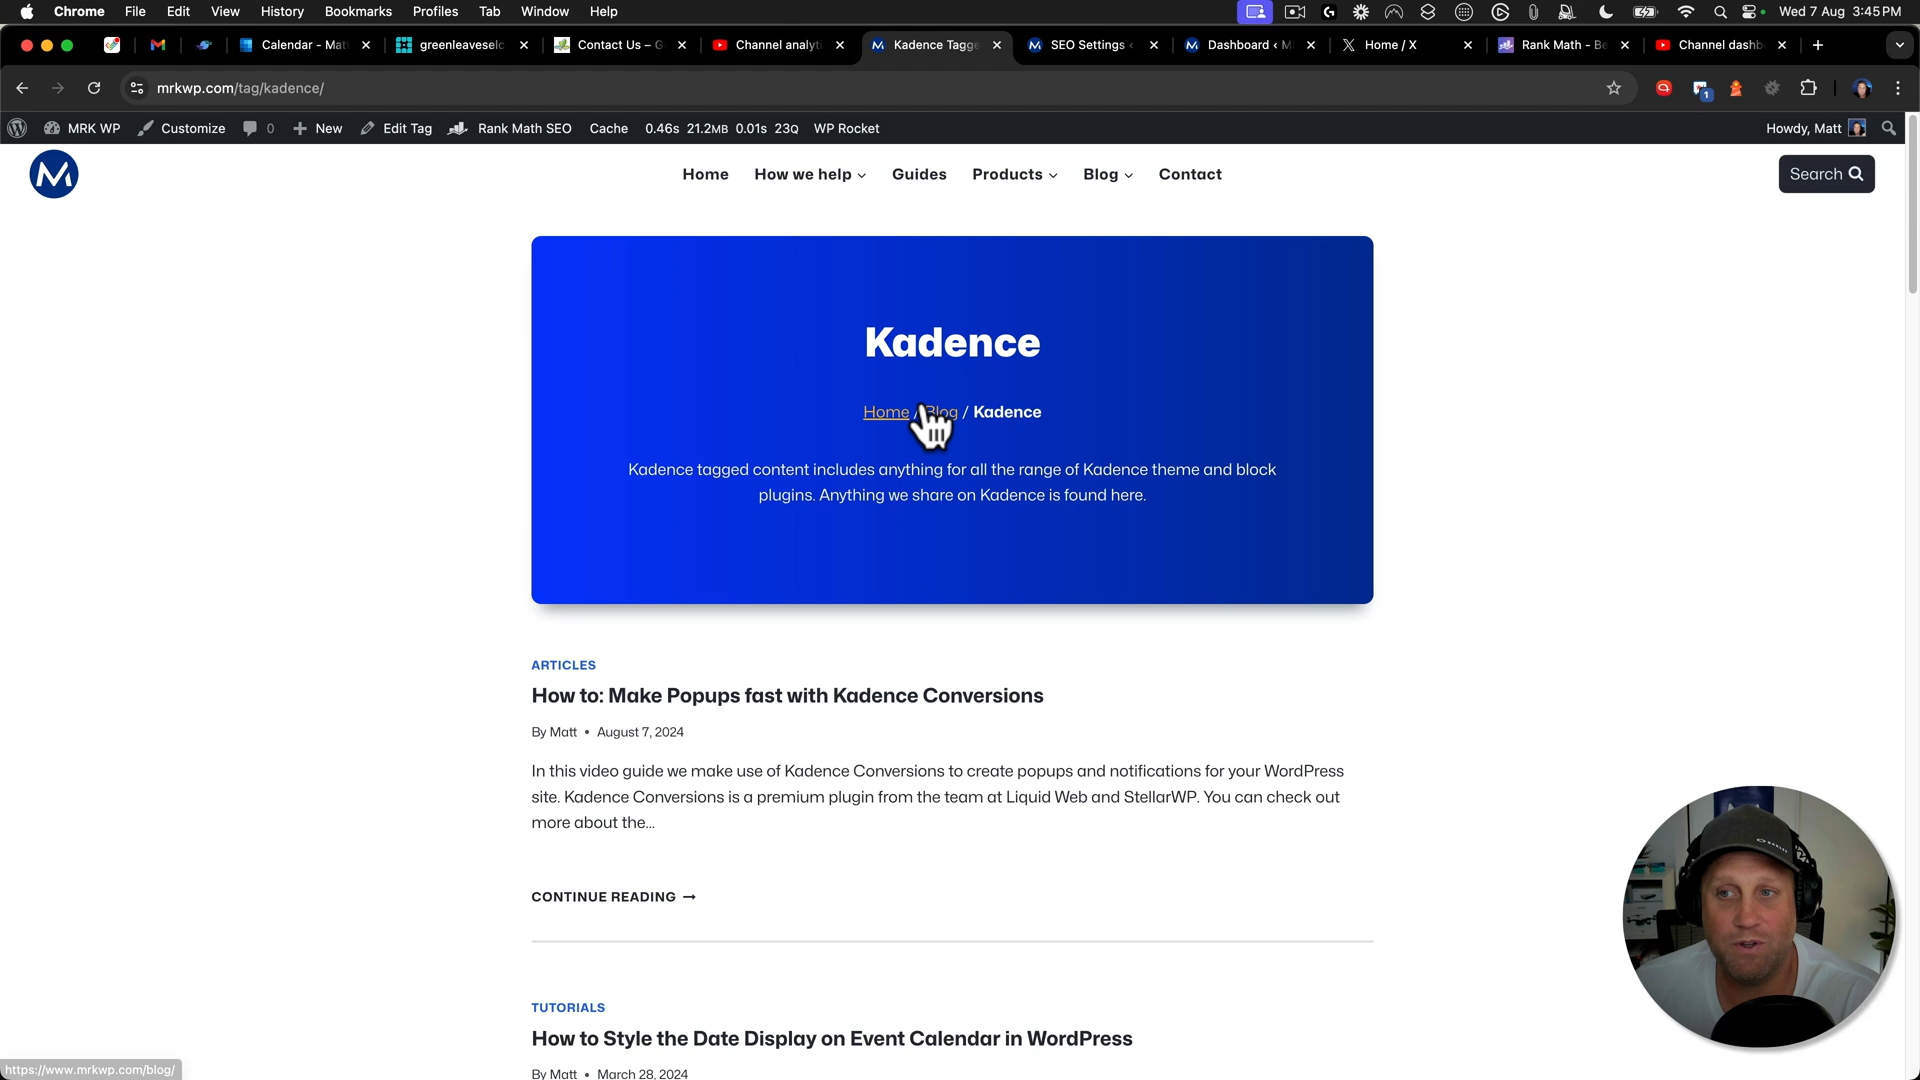 Chrome File Edit View History Bookmarks Profiles Tab Window Help Wed 7 Aug 3:45 PM
Calendar - Mat greenleaveselc Contact Us – G Channel analyti Kadence Tagge SEO Settings ‹ Dashboard ‹ M Home / X Rank Math - Be Channel dashb
mrkwp.com/tag/kadence/ 1
MRK WP Customize 0 New Edit Tag Rank Math SEO Cache 0.46s 21.2MB 0.01s 23Q WP Rocket Howdy, Matt
Home How we help Guides Products Blog Contact Search
Kadence
Home / Blog / Kadence
Kadence tagged content includes anything for all the range of Kadence theme and block
plugins. Anything we share on Kadence is found here.
ARTICLES
How to: Make Popups fast with Kadence Conversions
By Matt • August 7, 2024
In this video guide we make use of Kadence Conversions to create popups and notifications for your WordPress
site. Kadence Conversions is a premium plugin from the team at Liquid Web and StellarWP. You can check out
more about the...
CONTINUE READING →
TUTORIALS
How to Style the Date Display on Event Calendar in WordPress
By Matt • March 28, 2024
https://www.mrkwp.com/blog/